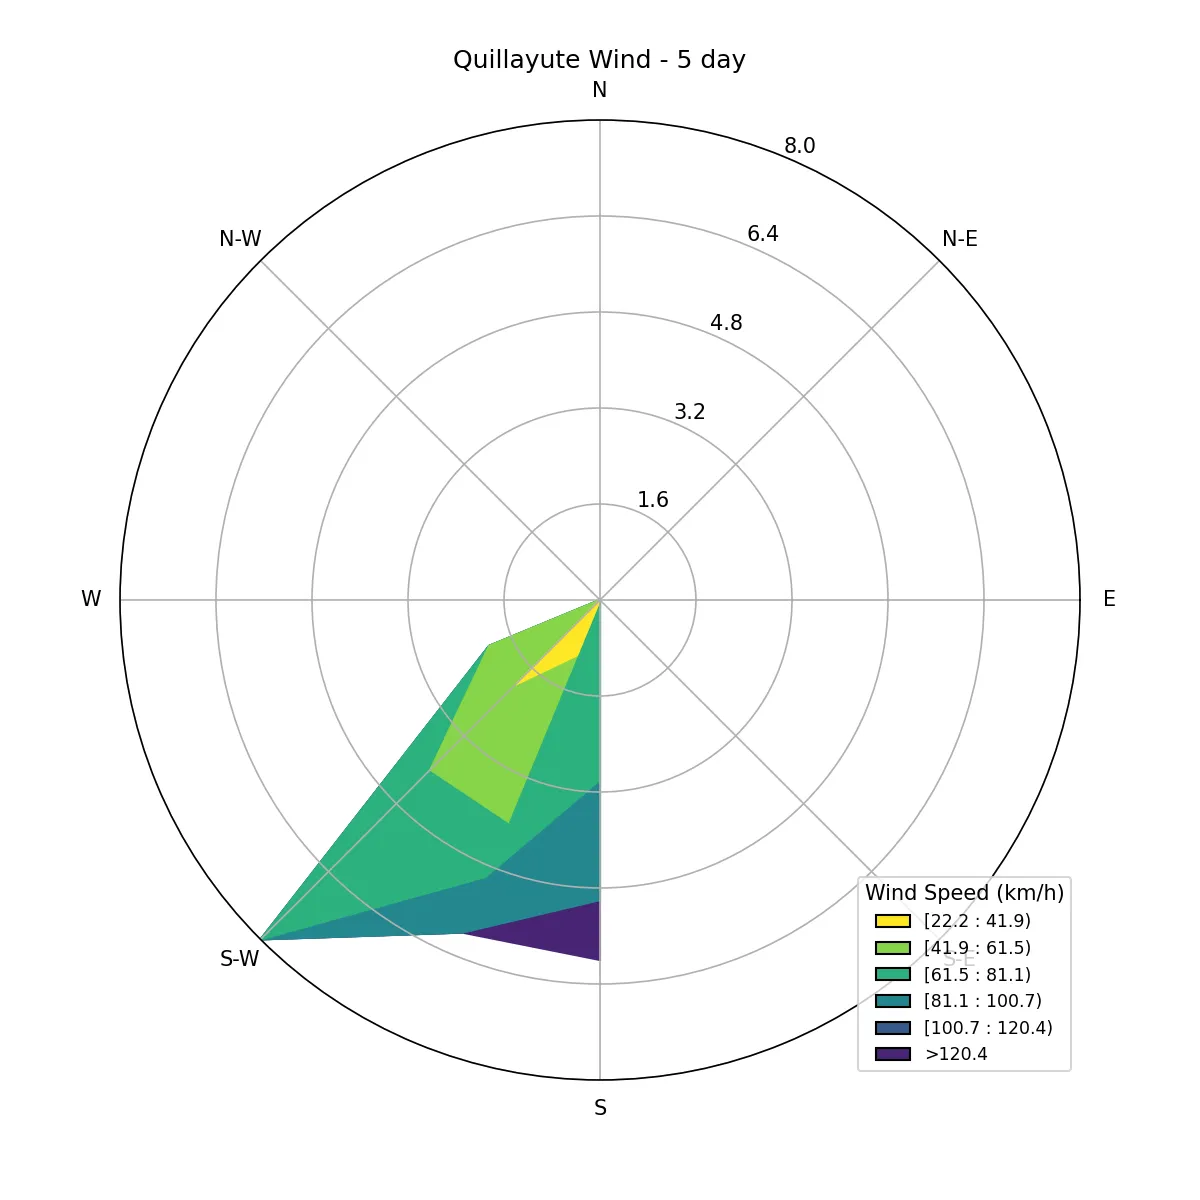 Quillayute Wind - 5 day
N
8.0
N-W
N-E
6.4
4.8
3.2
1.6
W
E
Wind Speed (km/h)
[22.2 : 41.9)
[41.9 : 61.5)
S-W
S-E
[61.5 : 81.1)
[81.1 : 100.7)
[100.7 : 120.4)
>120.4
S